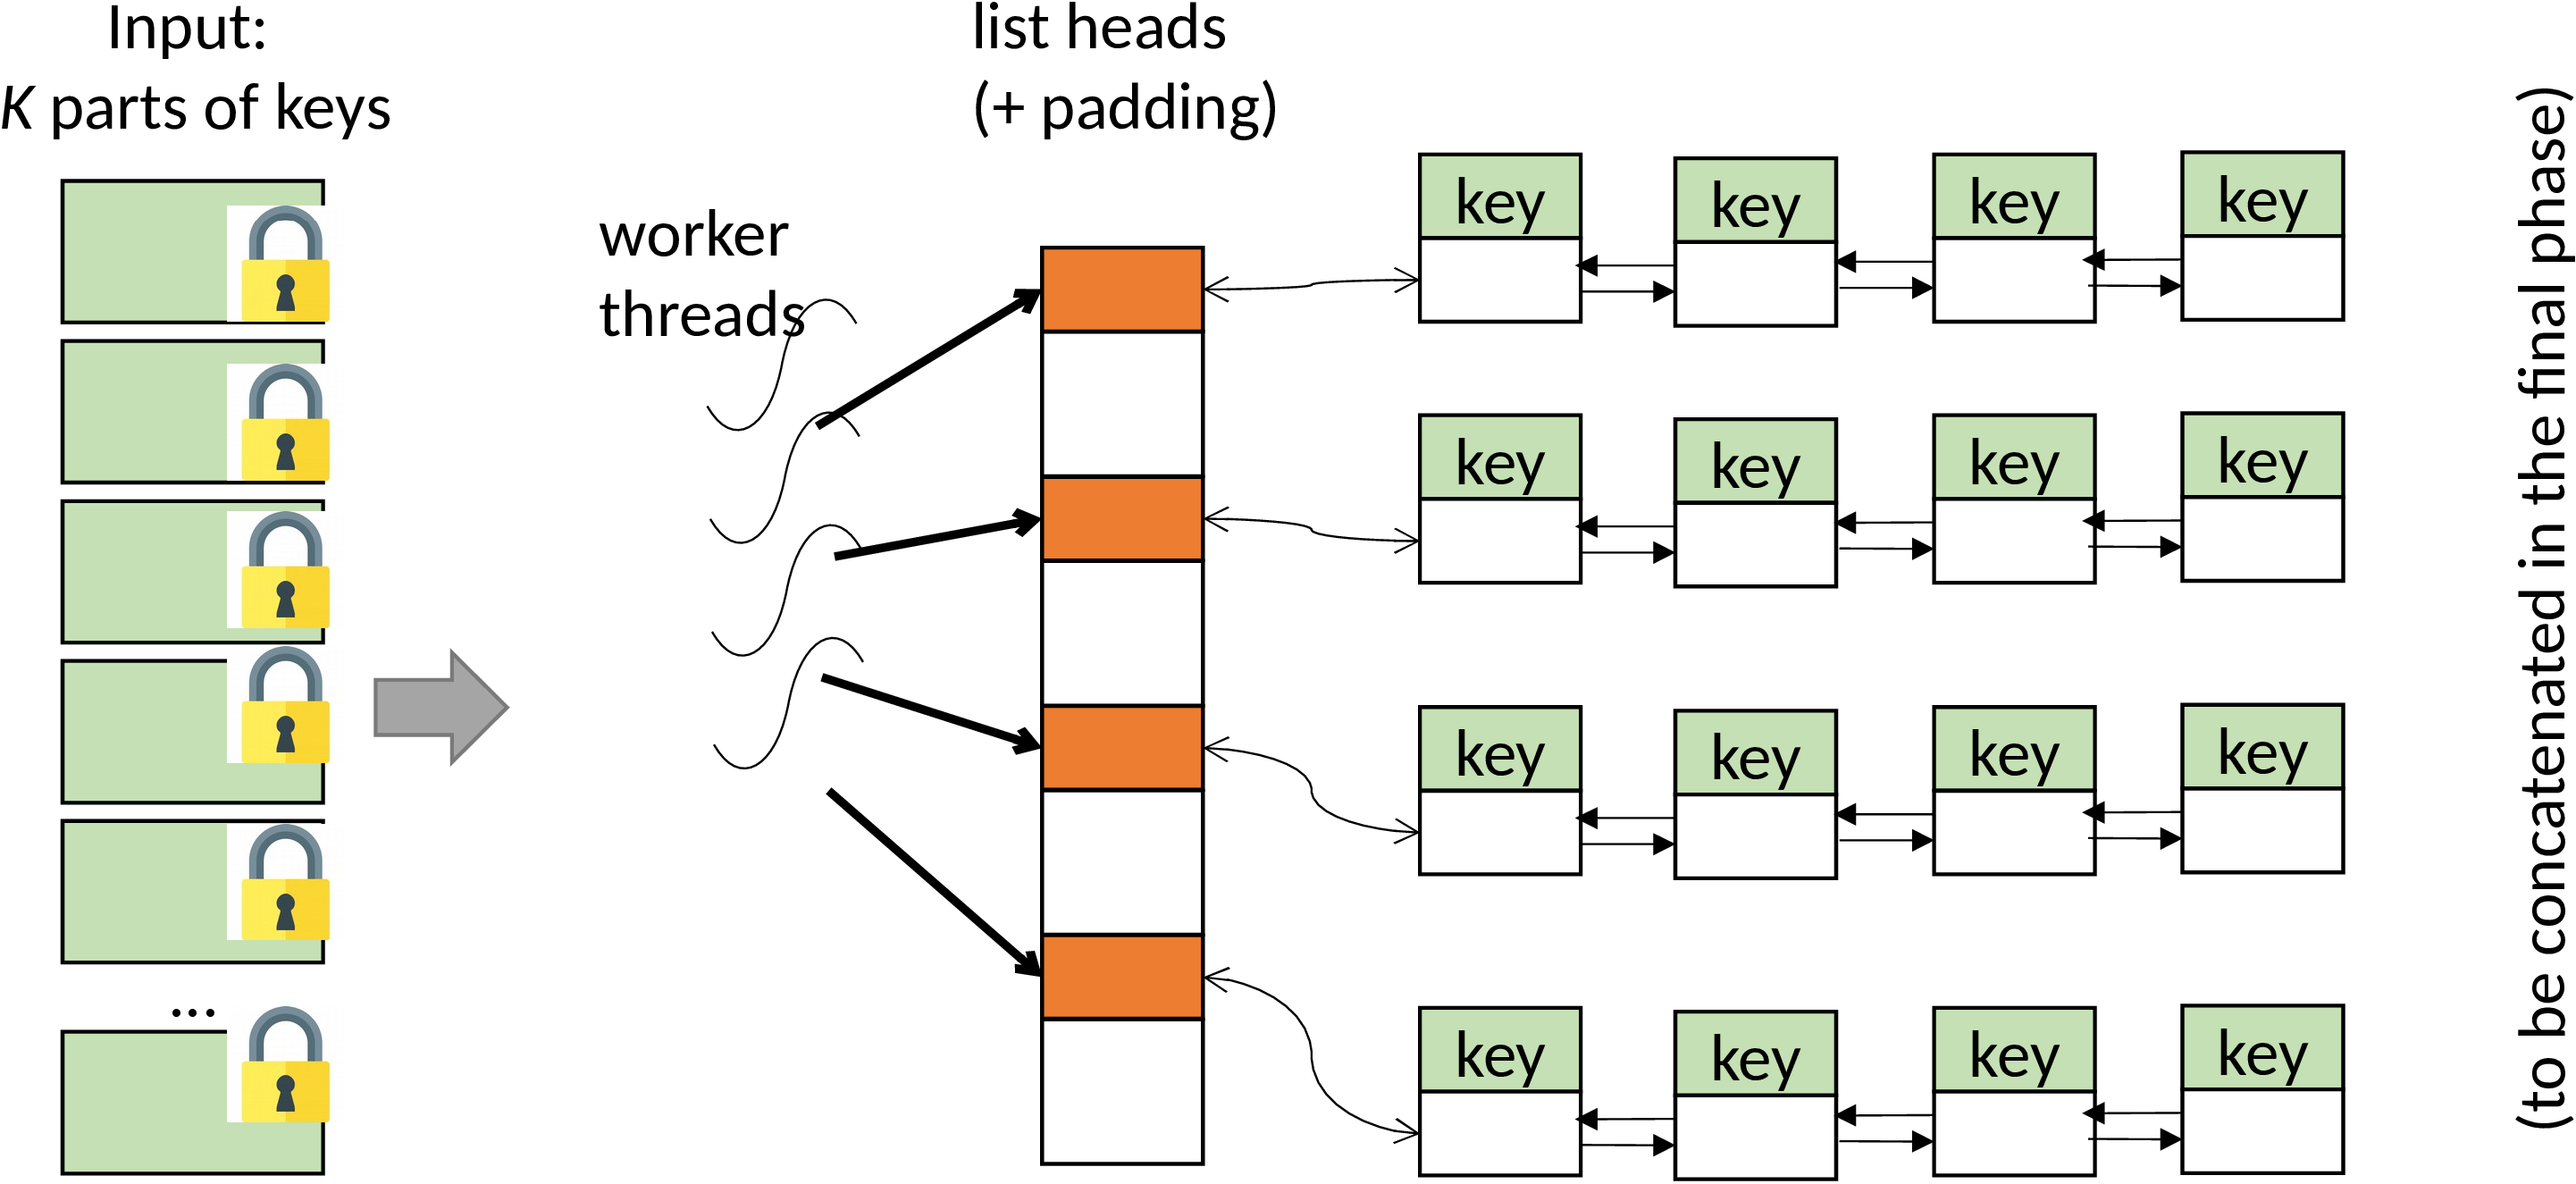 Input:
K parts of keys
list heads
(+ padding)
worker
threads
...
key key key key
key key key key
key key key key
key key key key
(to be concatenated in the final phase)